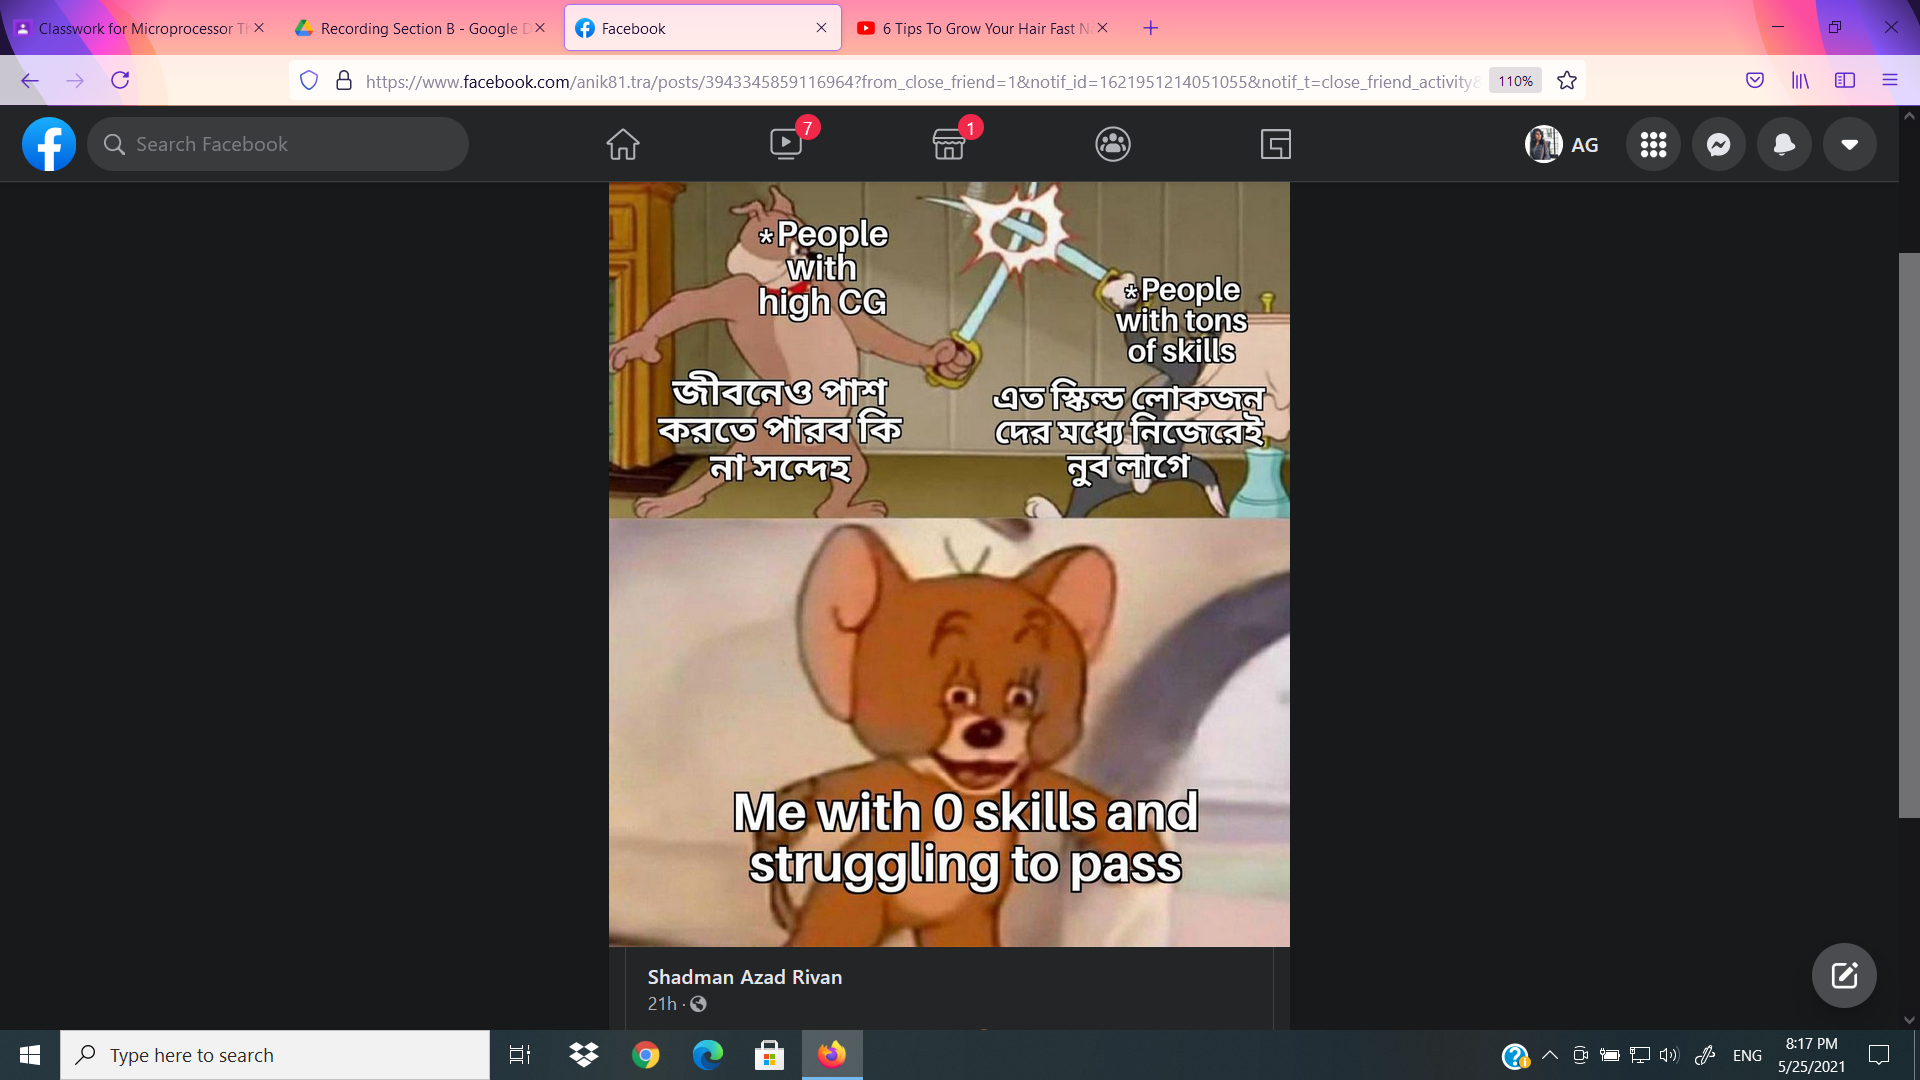 Classwork for Microprocessor T
Recording Section B - Google D
Facebook
6 Tips To Grow Your Hair Fast N
https://www.facebook.com/anik81.tra/posts/3943345859116964?from_close_friend=1&notif_id=1621951214051055&notif_t=close_friend_activity&
110%
Search Facebook
7
1
AG
*People
with
high CG
*People
with tons
of skills
জীবনেও পাশ
করতে পারব কি
না সন্দেহ
এত স্কিল্ড লোকজন
দের মধ্যে নিজেরেই
নুব লাগে
Me with 0 skills and
struggling to pass
Shadman Azad Rivan
21h ·
Type here to search
ENG
8:17 PM
5/25/2021